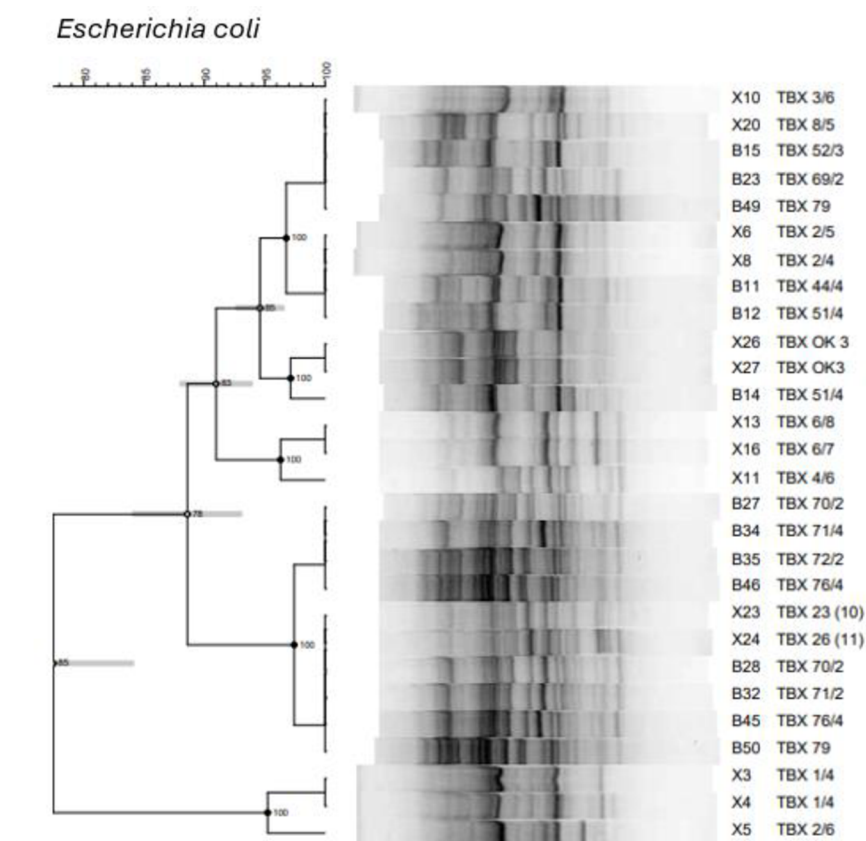 Escherichia coli
80 85 90 95 100
X10 TBX 3/6
X20 TBX 8/5
B15 TBX 52/3
B23 TBX 69/2
B49 TBX 79
X6 TBX 2/5
100
X8 TBX 2/4
B11 TBX 44/4
85
B12 TBX 51/4
X26 TBX OK 3
X27 TBX OK3
100
83
B14 TBX 51/4
X13 TBX 6/8
X16 TBX 6/7
100
X11 TBX 4/6
B27 TBX 70/2
78
B34 TBX 71/4
B35 TBX 72/2
B46 TBX 76/4
X23 TBX 23 (10)
X24 TBX 26 (11)
100
B28 TBX 70/2
85
B32 TBX 71/2
B45 TBX 76/4
B50 TBX 79
X3 TBX 1/4
X4 TBX 1/4
100
X5 TBX 2/6